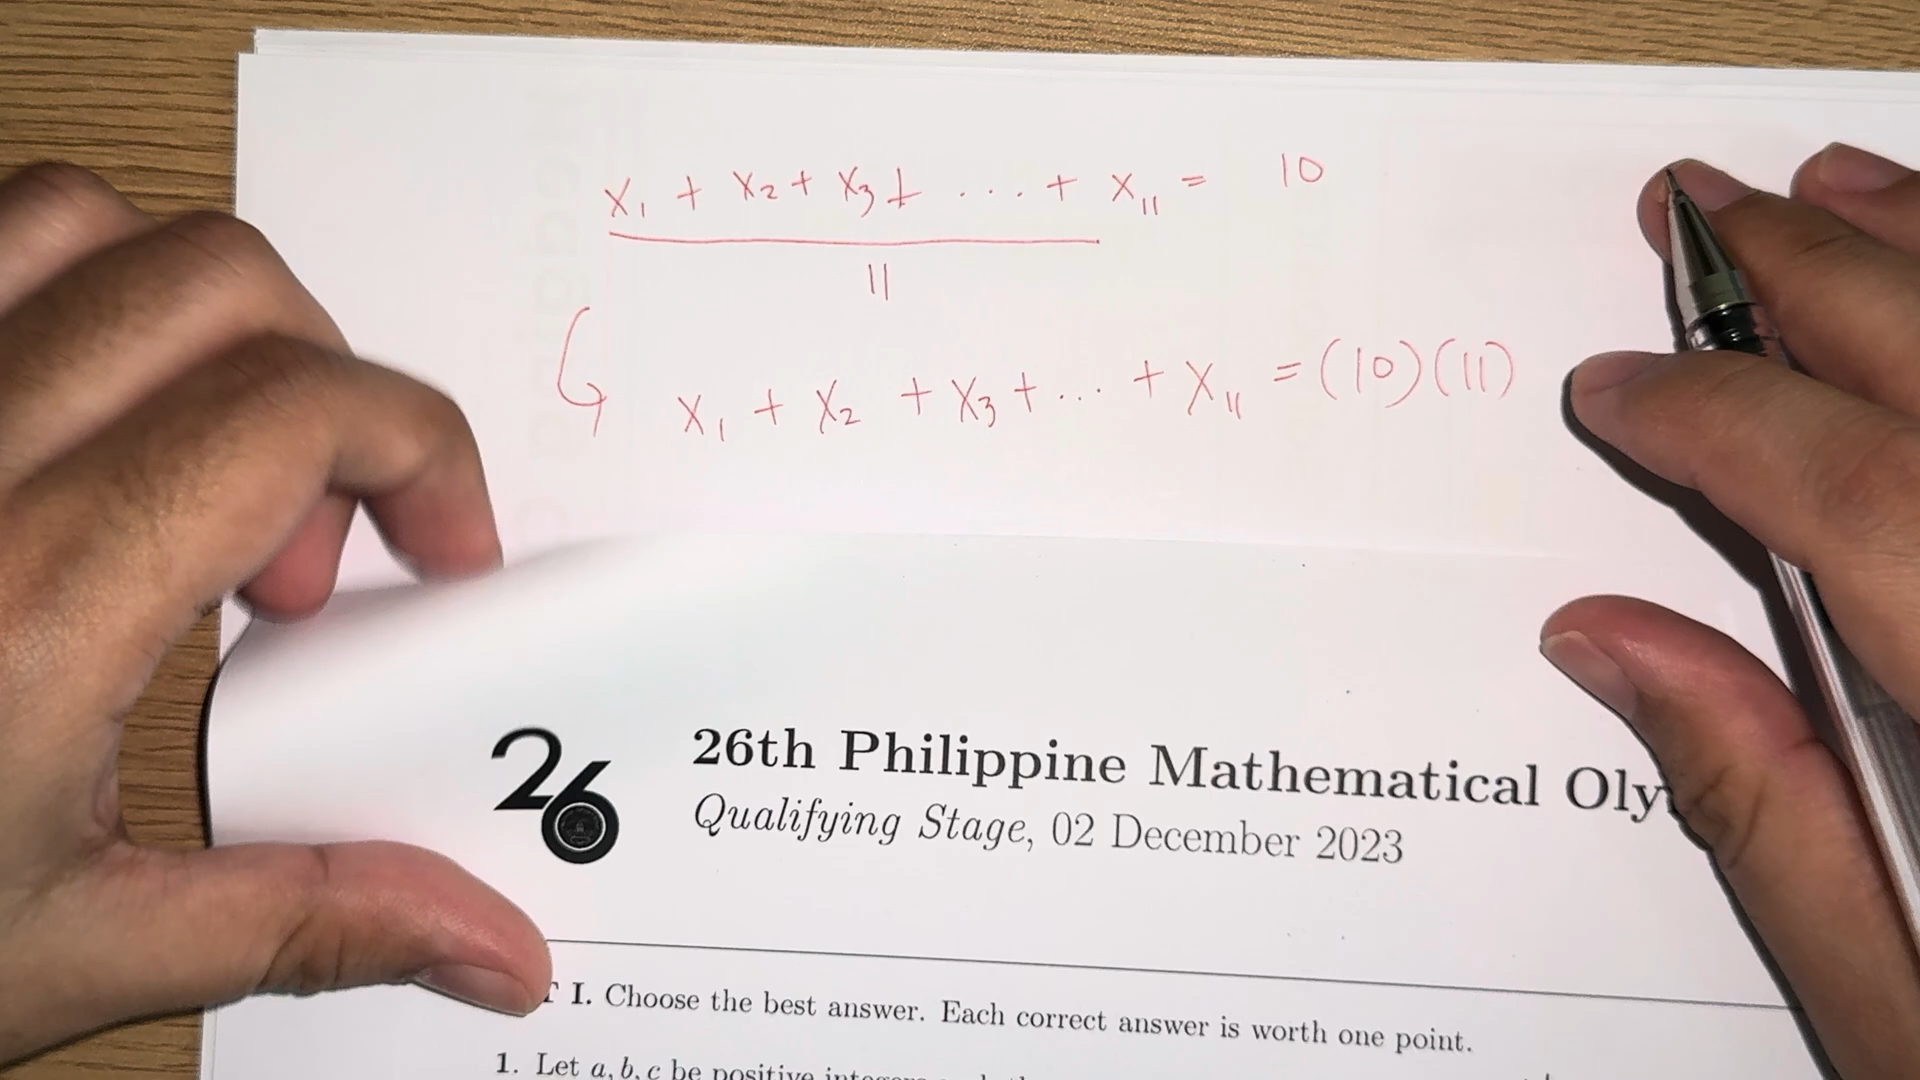 x₁ + x₂ + x₃ + .... + x₁₁ = 10
11
x₁ + x₂ + x₃ + ... + x₁₁ = (10)(11)
26
26th Philippine Mathematical
Qualifying Stage, 02 December 2023
I. Choose the best answer. Each correct answer is worth one point.
1. Let a, b, c be positive